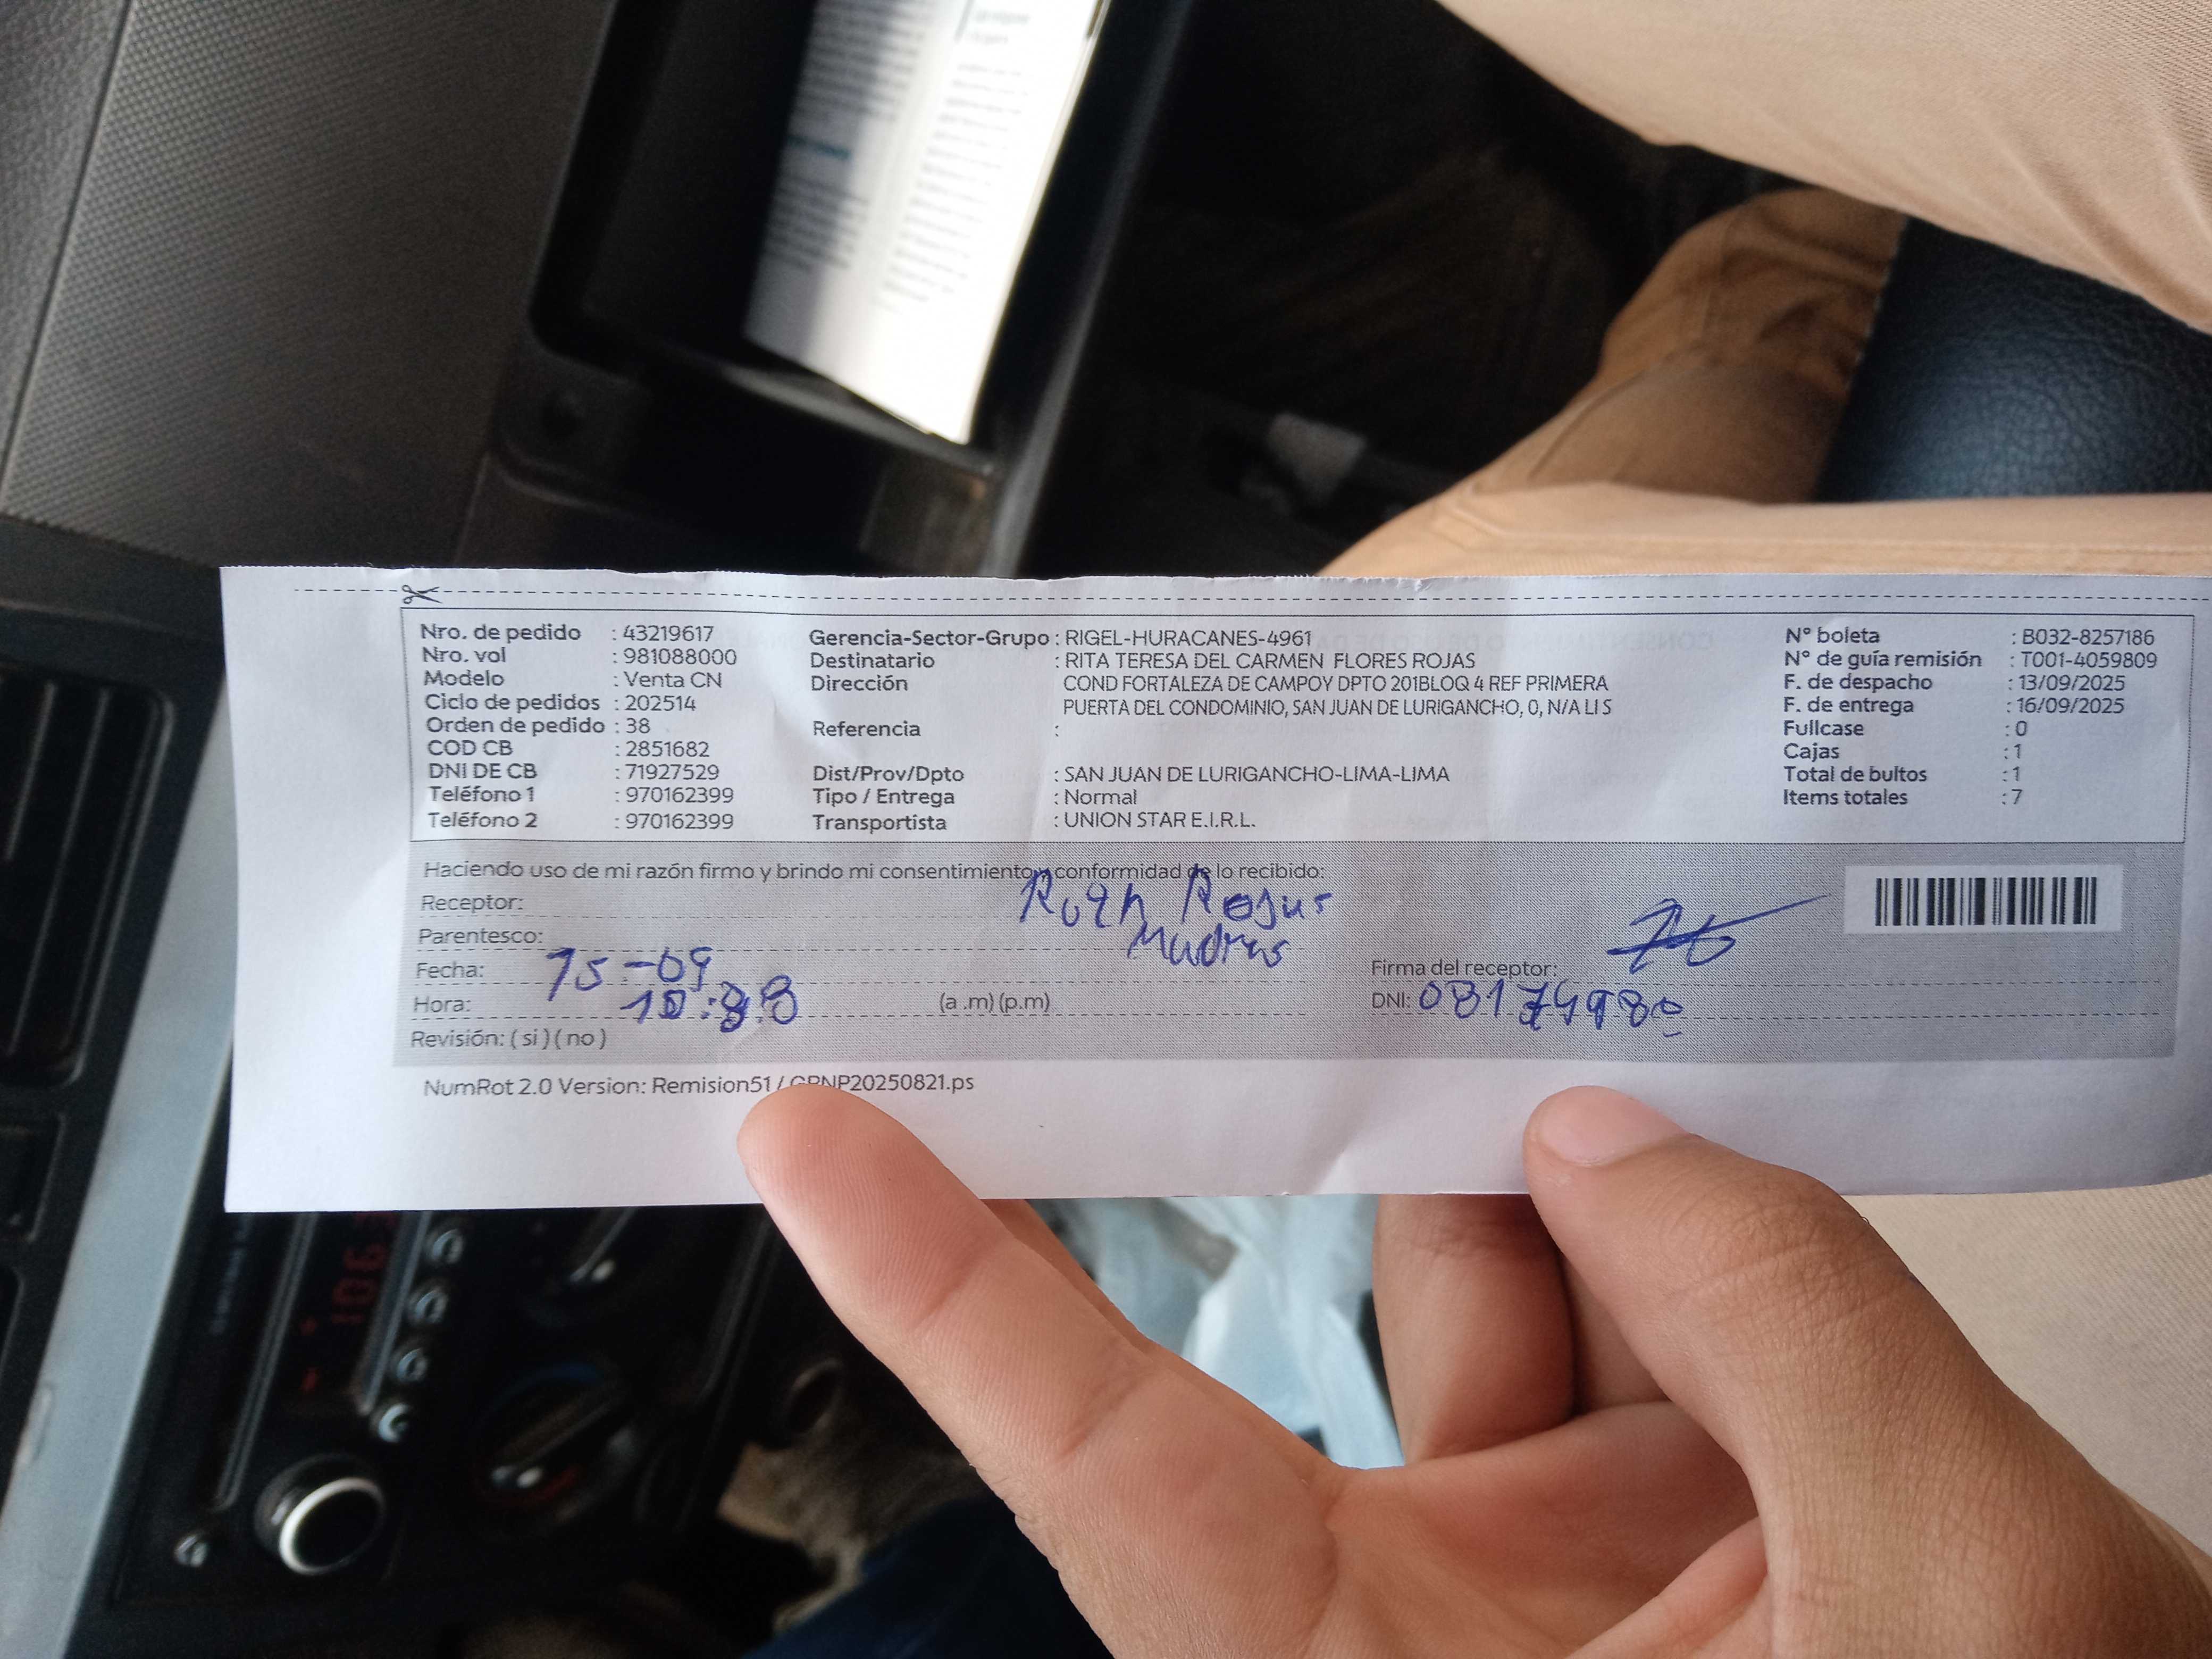 Nro. de pedido : 43219617
Nro. vol : 981088000
Modelo : Venta CN
Ciclo de pedidos : 202514
Orden de pedido : 38
COD CB : 2851682
DNI DE CB : 71927529
Teléfono 1 : 970162399
Teléfono 2 : 970162399
Gerencia-Sector-Grupo : RIGEL-HURACANES-4961
Destinatario : RITA TERESA DEL CARMEN FLORES ROJAS
Dirección : COND FORTALEZA DE CAMPOY DPTO 201BLOQ 4 REF PRIMERA
PUERTA DEL CONDOMINIO, SAN JUAN DE LURIGANCHO, 0, N/A LI S
Referencia :
Dist/Prov/Dpto : SAN JUAN DE LURIGANCHO-LIMA-LIMA
Tipo / Entrega : Normal
Transportista : UNION STAR E.I.R.L.
N° boleta : B032-8257186
N° de guía remisión : T001-4059809
F. de despacho : 13/09/2025
F. de entrega : 16/09/2025
Fullcase : 0
Cajas : 1
Total de bultos : 1
Items totales : 7
Haciendo uso de mi razón firmo y brindo mi consentimiento y conformidad de lo recibido:
Receptor: Rojas
Parentesco:
Fecha: 15-09
Hora: (a .m) (p.m)
Revisión: ( si ) ( no )
Firma del receptor:
DNI:
NumRot 2.0 Version: Remision51 / GRNP20250821.ps